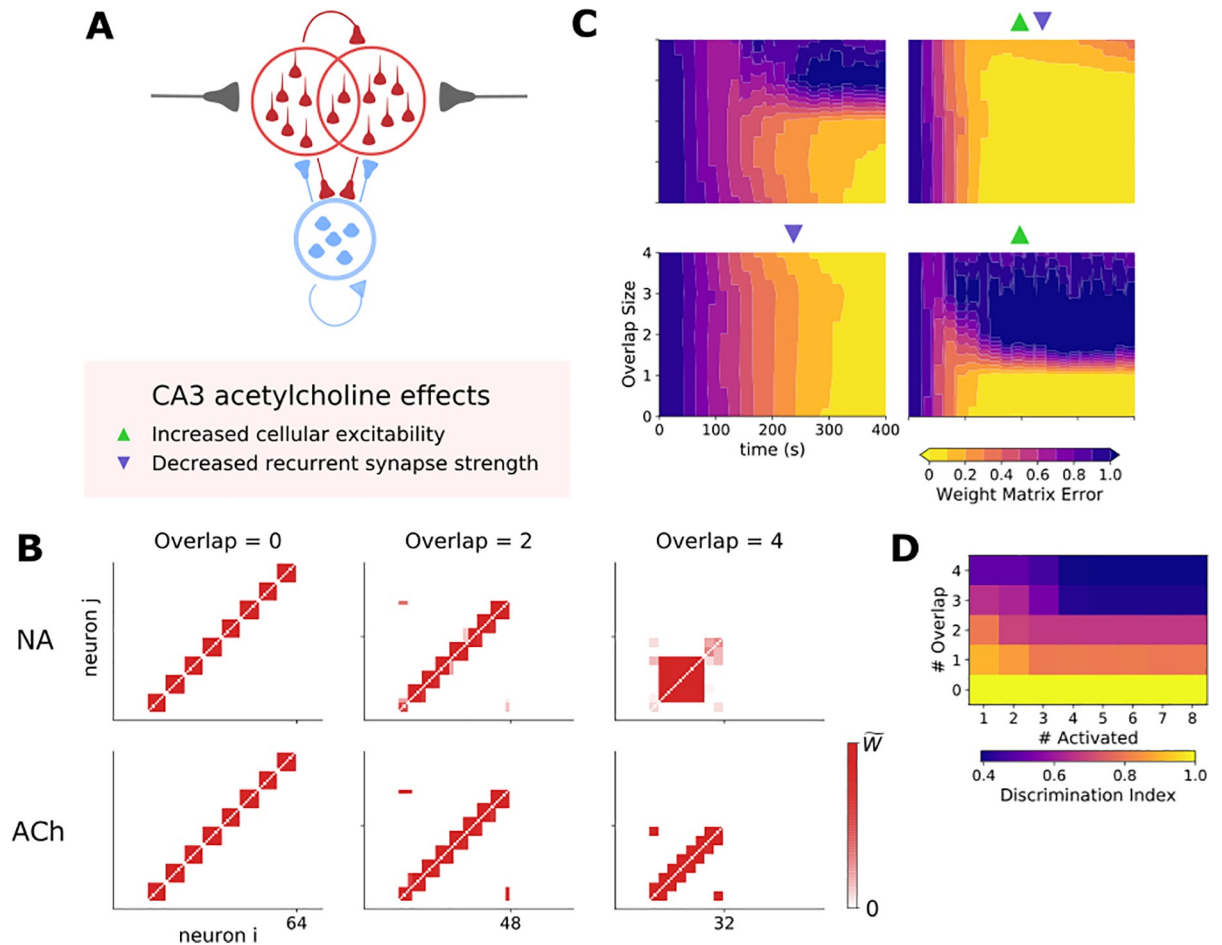 A
CA3 acetylcholine effects
▲ Increased cellular excitability
▼ Decreased recurrent synapse strength
B
Overlap = 0
Overlap = 2
Overlap = 4
NA
neuron j
ACh
64
48
32
neuron i
W̃
0
C
Overlap Size
4
3
2
1
0
0 100 200 300 400
time (s)
0 0.2 0.4 0.6 0.8 1.0
Weight Matrix Error
D
# Overlap
4
3
2
1
0
1 2 3 4 5 6 7 8
# Activated
0.4 0.6 0.8 1.0
Discrimination Index